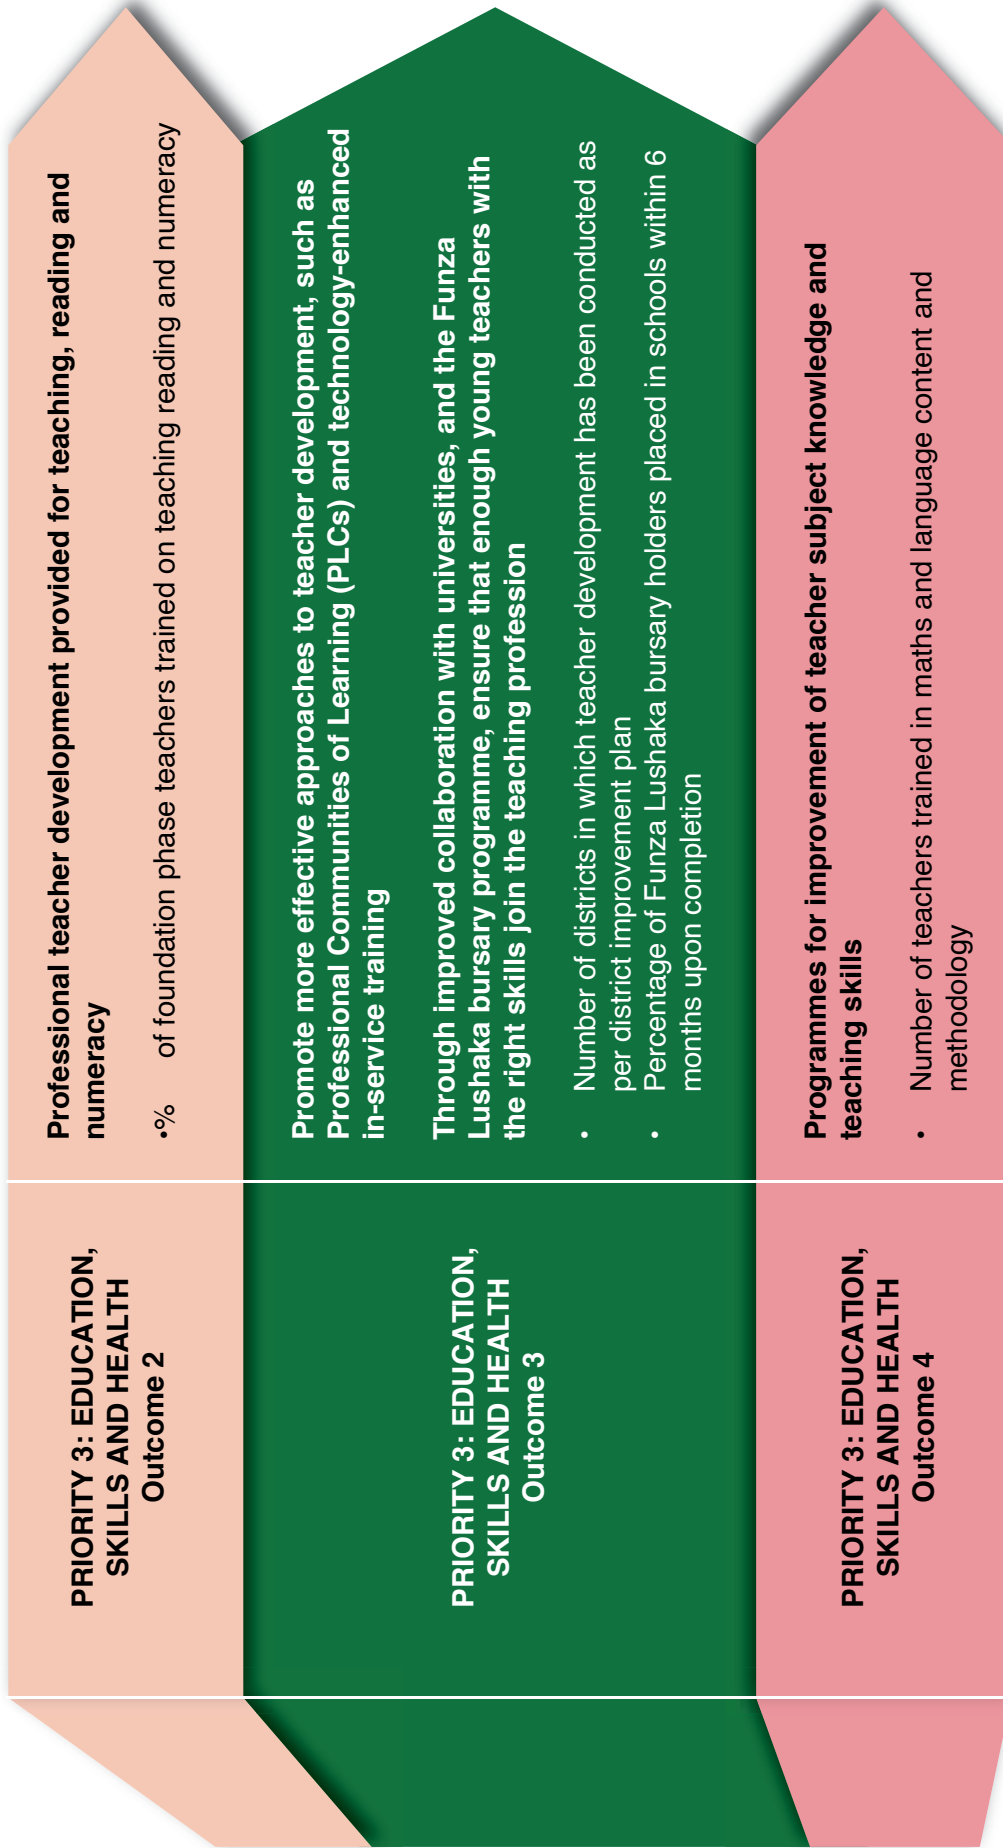 PRIORITY 3: EDUCATION,
SKILLS AND HEALTH
Outcome 2
Professional teacher development provided for teaching, reading and
numeracy
•% of foundation phase teachers trained on teaching reading and numeracy
PRIORITY 3: EDUCATION,
SKILLS AND HEALTH
Outcome 3
Promote more effective approaches to teacher development, such as
Professional Communities of Learning (PLCs) and technology-enhanced
in-service training
Through improved collaboration with universities, and the Funza
Lushaka bursary programme, ensure that enough young teachers with
the right skills join the teaching profession
• Number of districts in which teacher development has been conducted as
per district improvement plan
• Percentage of Funza Lushaka bursary holders placed in schools within 6
months upon completion
PRIORITY 3: EDUCATION,
SKILLS AND HEALTH
Outcome 4
Programmes for improvement of teacher subject knowledge and
teaching skills
• Number of teachers trained in maths and language content and
methodology